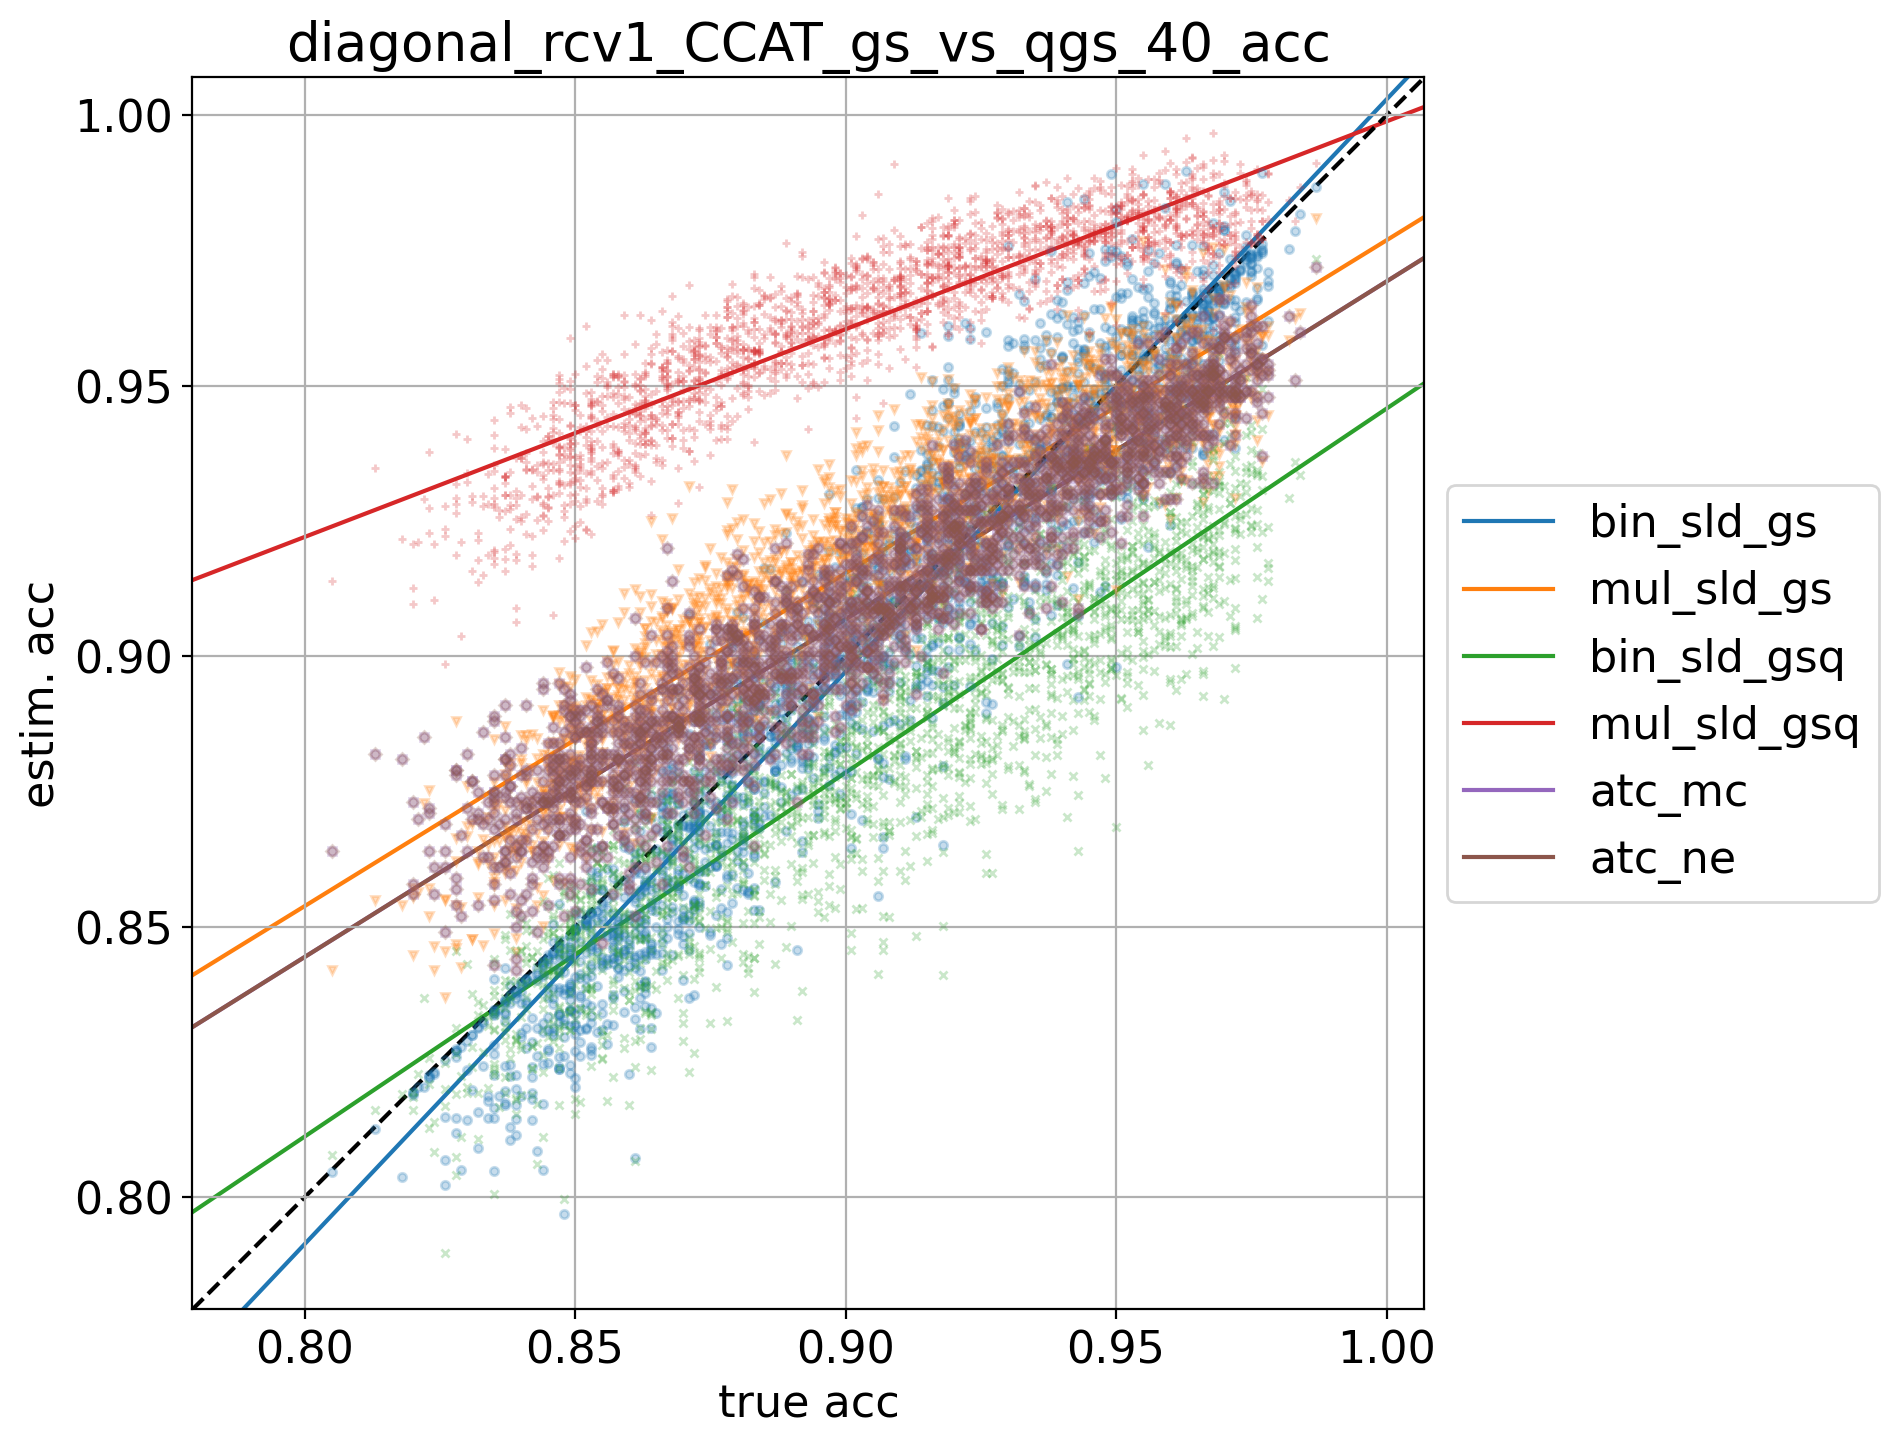 diagonal_rcv1_CCAT_gs_vs_qgs_40_acc
1.00
0.95
0.90
0.85
0.80
estim. acc
0.80 0.85 0.90 0.95 1.00
true acc
bin_sld_gs
mul_sld_gs
bin_sld_gsq
mul_sld_gsq
atc_mc
atc_ne